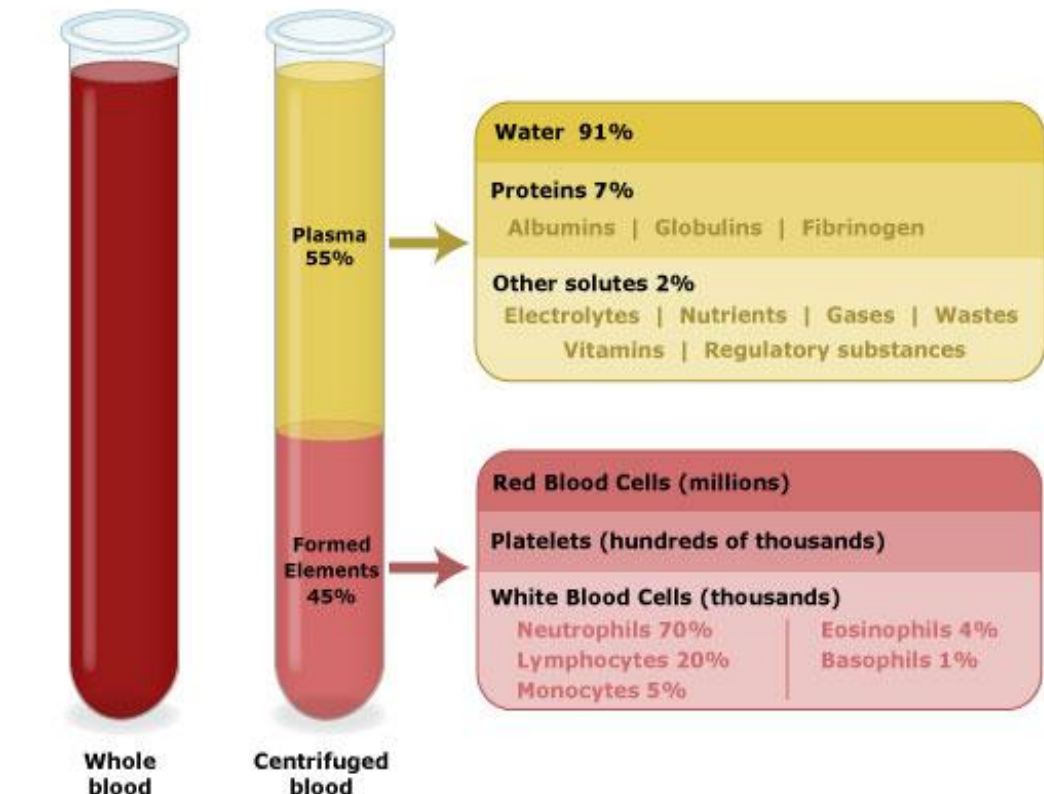 Plasma
55%
Water 91%
Proteins 7%
Albumins | Globulins | Fibrinogen
Other solutes 2%
Electrolytes | Nutrients | Gases | Wastes
Vitamins | Regulatory substances
Formed
Elements
45%
Red Blood Cells (millions)
Platelets (hundreds of thousands)
White Blood Cells (thousands)
Neutrophils 70%
Lymphocytes 20%
Monocytes 5%
Eosinophils 4%
Basophils 1%
Whole
blood
Centrifuged
blood